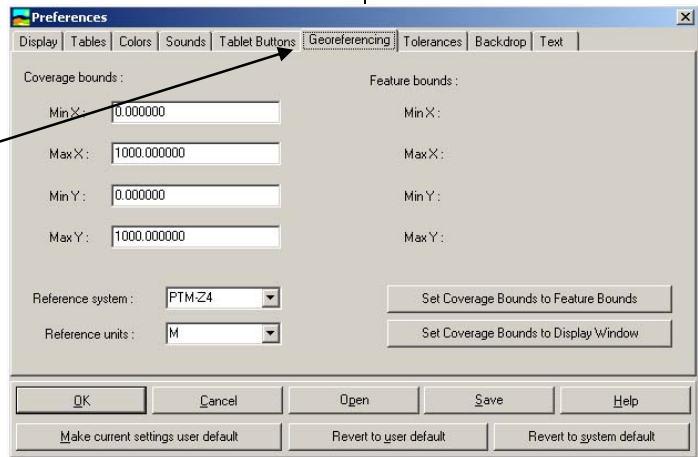 Preferences
Display Tables Colors Sounds Tablet Buttons Georeferencing Tolerances Backdrop Text
Coverage bounds :
Feature bounds :
Min X : 0.000000
Min X :
Max X : 1000.000000
Max X :
Min Y : 0.000000
Min Y :
Max Y : 1000.000000
Max Y :
Reference system : PTM-Z4
Set Coverage Bounds to Feature Bounds
Reference units : M
Set Coverage Bounds to Display Window
OK Cancel Open Save Help
Make current settings user default Revert to user default Revert to system default